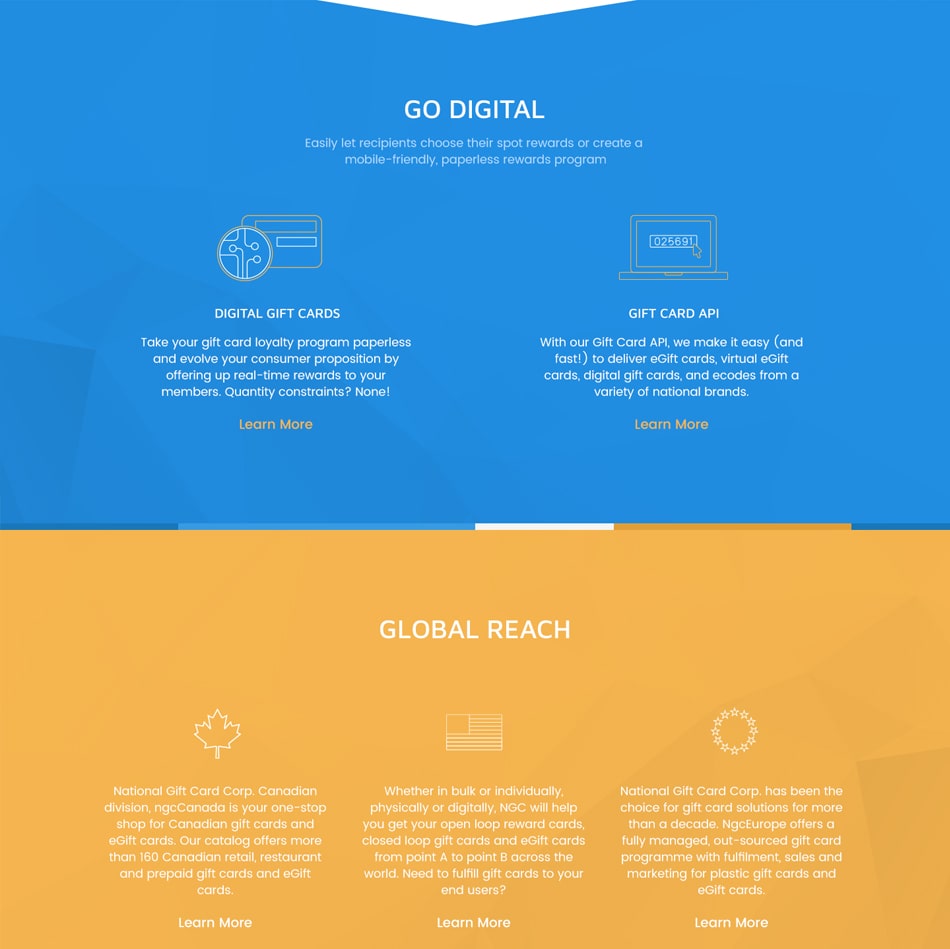 GO DIGITAL
Easily let recipients choose their spot rewards or create a
mobile-friendly, paperless rewards program
DIGITAL GIFT CARDS
Take your gift card loyalty program paperless
and evolve your consumer proposition by
offering up real-time rewards to your
members. Quantity constraints? None!
Learn More
025691
GIFT CARD API
With our Gift Card API, we make it easy (and
fast!) to deliver eGift cards, virtual eGift
cards, digital gift cards, and ecodes from a
variety of national brands.
Learn More
GLOBAL REACH
National Gift Card Corp. Canadian
division, ngcCanada is your one-stop
shop for Canadian gift cards and
eGift cards. Our catalog offers more
than 160 Canadian retail, restaurant
and prepaid gift cards and eGift
cards.
Learn More
Whether in bulk or individually,
physically or digitally, NGC will help
you get your open loop reward cards,
closed loop gift cards and eGift cards
from point A to point B across the
world. Need to fulfill gift cards to your
end users?
Learn More
National Gift Card Corp. has been the
choice for gift card solutions for more
than a decade. NgcEurope offers a
fully managed, out-sourced gift card
programme with fulfilment, sales and
marketing for plastic gift cards and
eGift cards.
Learn More